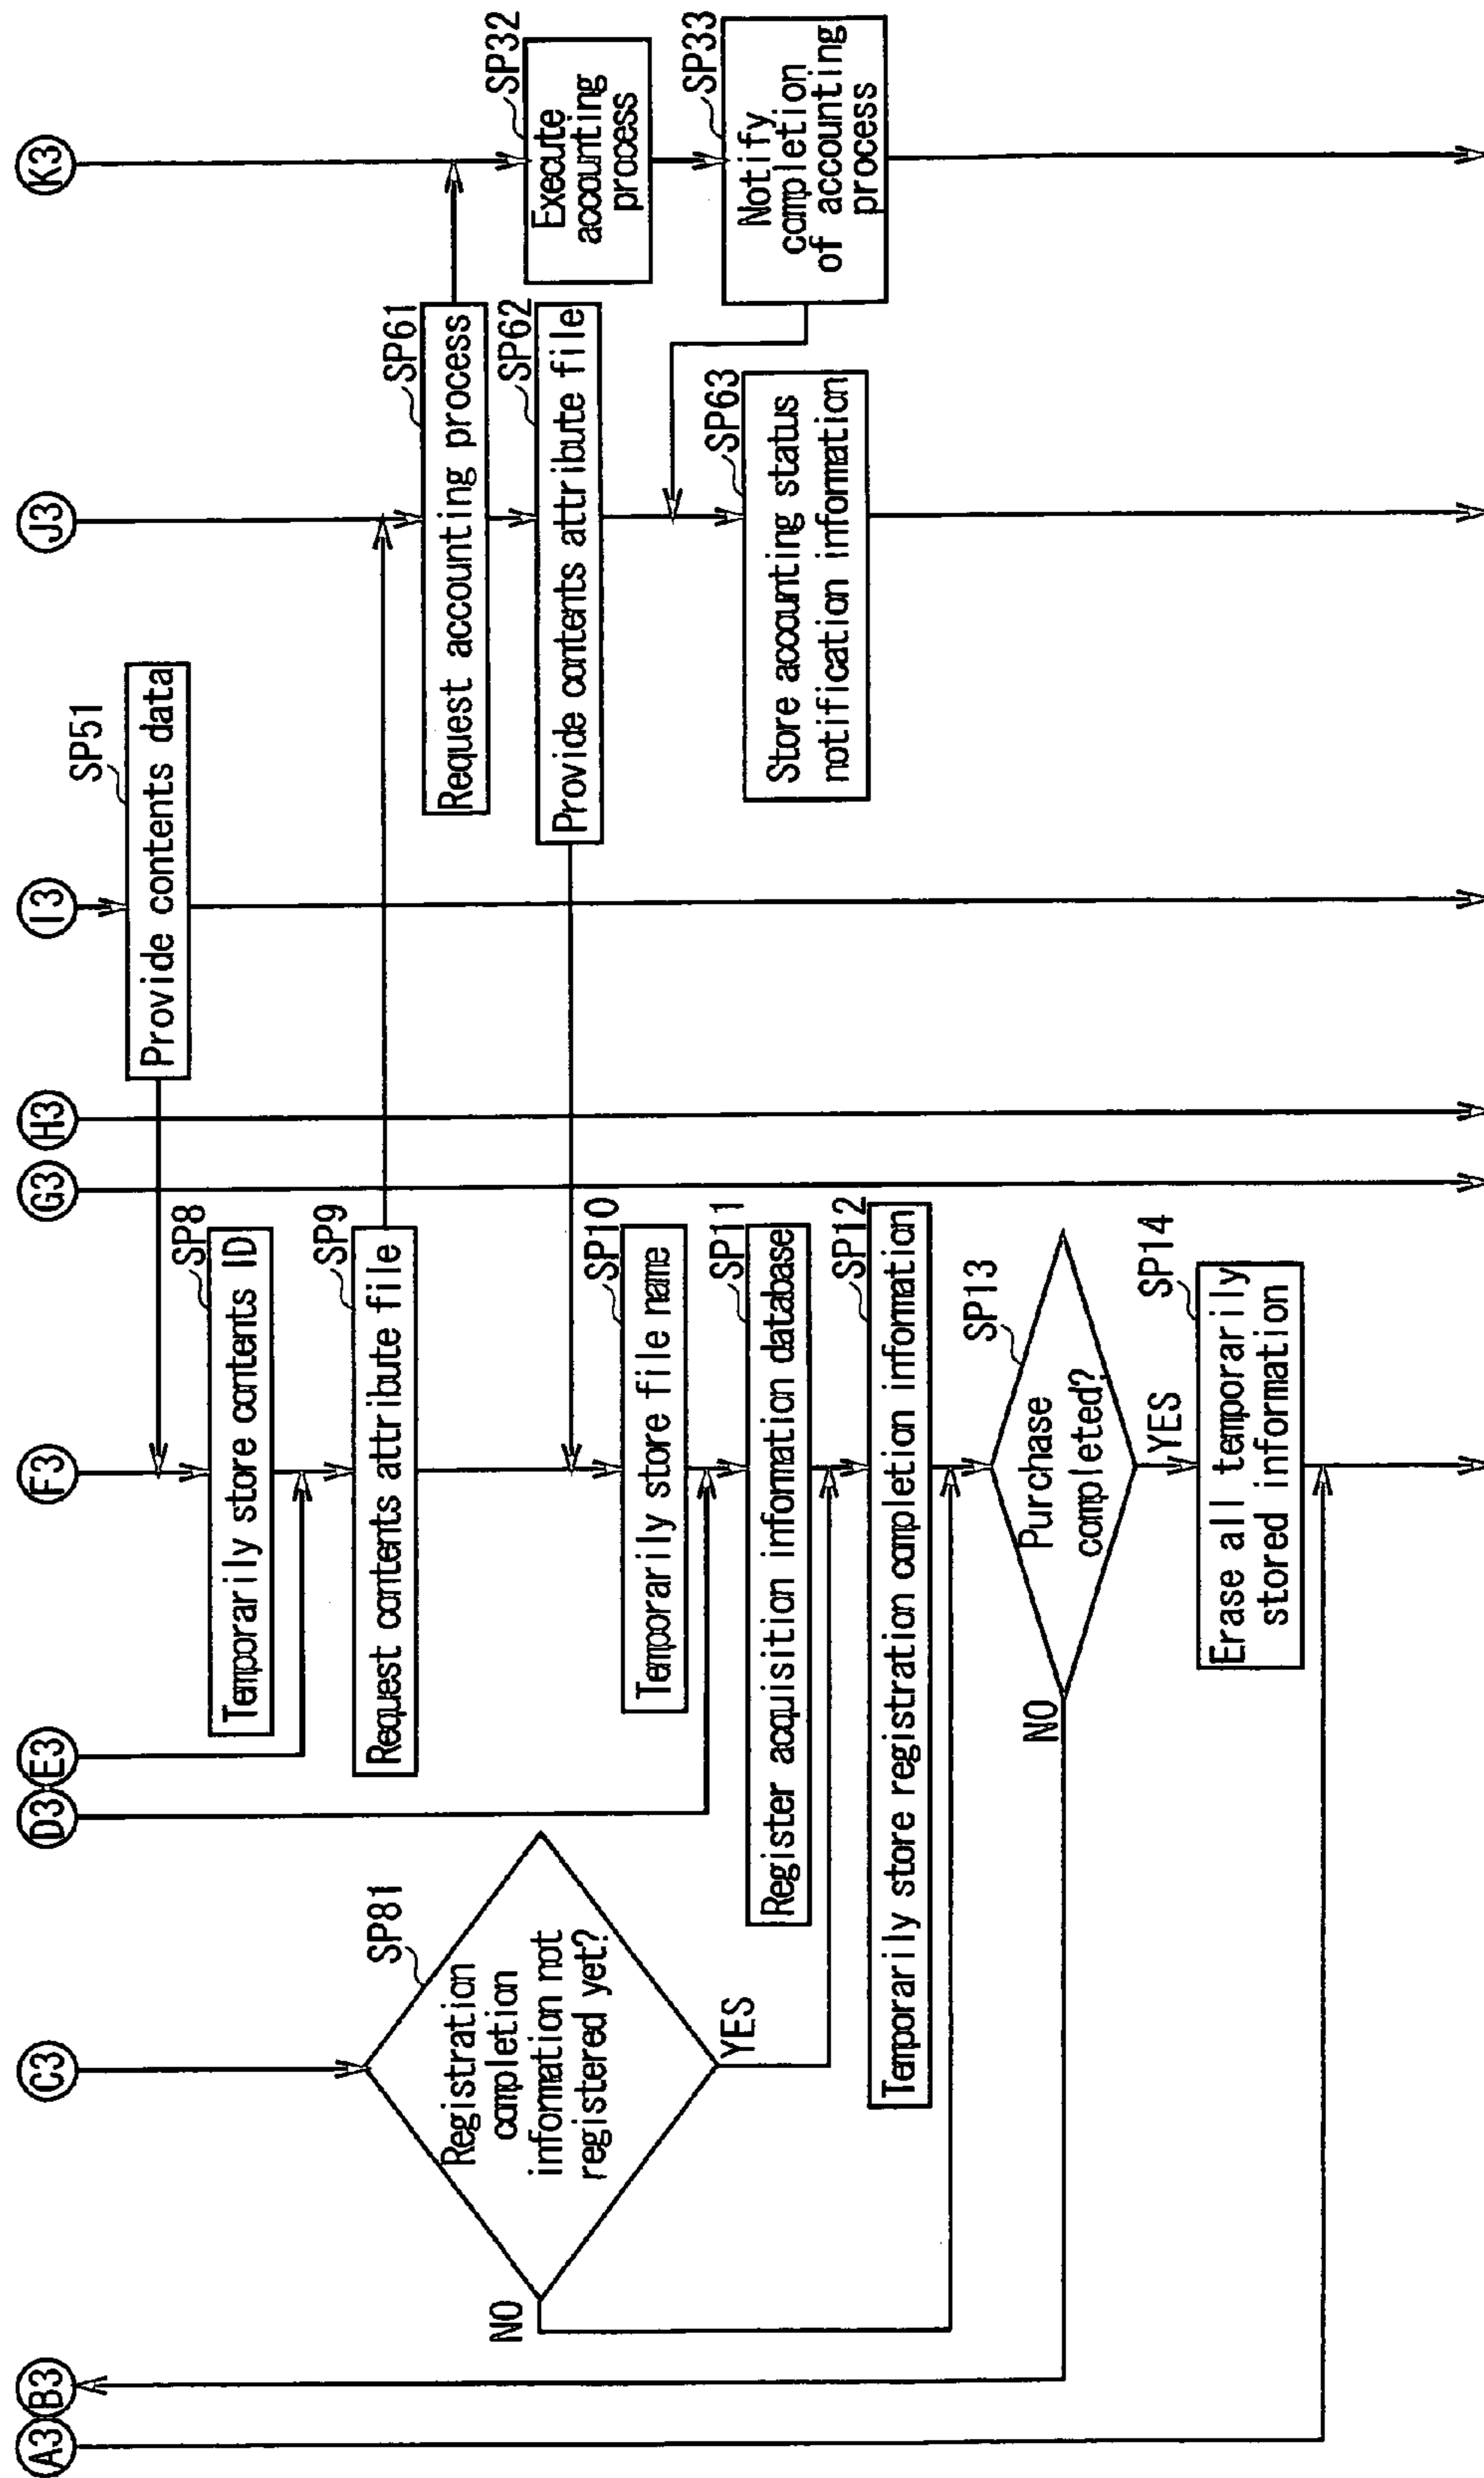 A3
B3
C3
D3
E3
F3
G3
H3
I3
J3
K3
SP51
Provide contents data
SP8
Temporarily store contents ID
SP9
Request contents attribute file
SP81
Registration
completion
information not
registered yet?
NO
YES
SP61
Request accounting process
SP32
Execute
accounting
process
SP62
Provide contents attribute file
SP10
Temporarily store file name
SP33
Notify
completion
of accounting
process
SP63
Store accounting status
notification information
SP11
Register acquisition information database
SP12
Temporarily store registration completion information
SP13
Purchase
completed?
NO
YES
SP14
Erase all temporarily
stored information